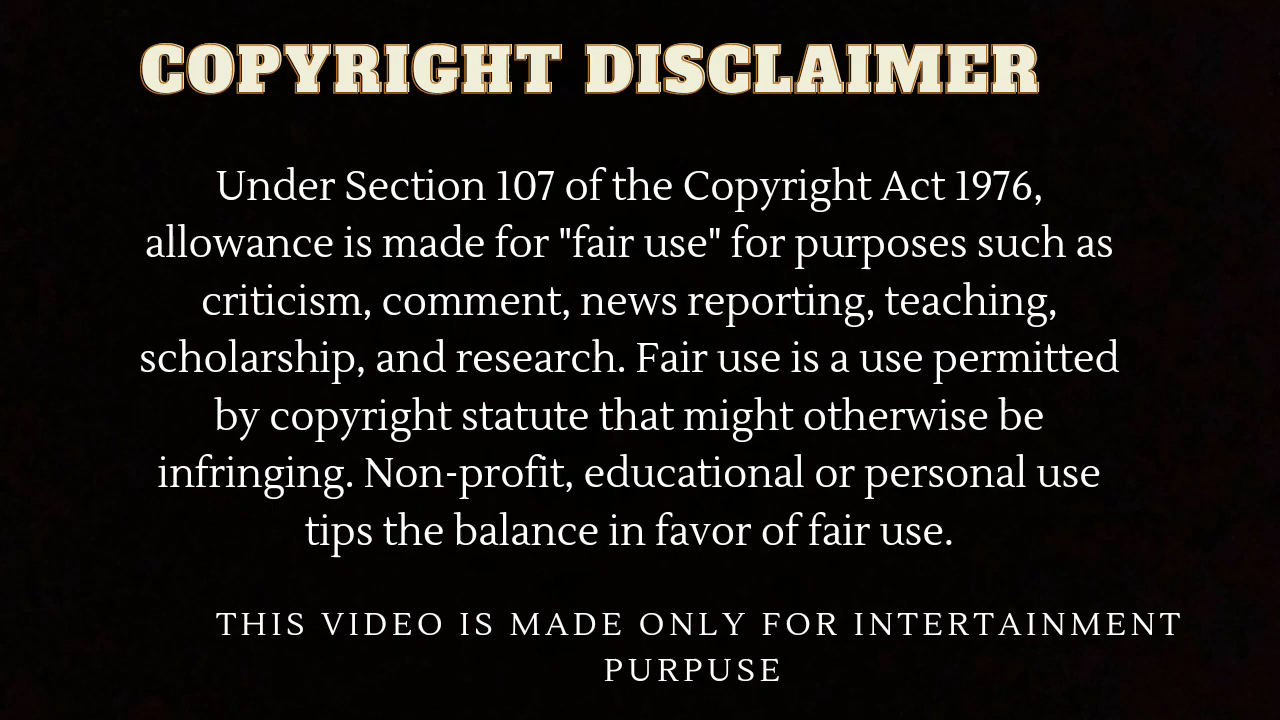 COPYRIGHT DISCLAIMER
Under Section 107 of the Copyright Act 1976,
allowance is made for "fair use" for purposes such as
criticism, comment, news reporting, teaching,
scholarship, and research. Fair use is a use permitted
by copyright statute that might otherwise be
infringing. Non-profit, educational or personal use
tips the balance in favor of fair use.
THIS VIDEO IS MADE ONLY FOR INTERTAINMENT
PURPUSE